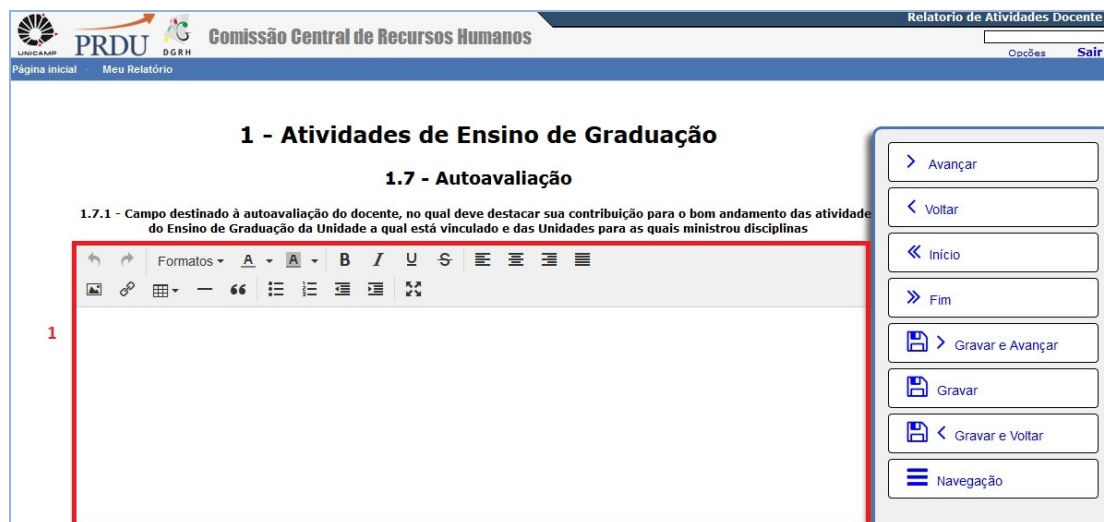 Relatorio de Atividades Docente
UNICAMP PRDU DGRH Comissão Central de Recursos Humanos
Opções Sair
Página inicial · Meu Relatório
1 - Atividades de Ensino de Graduação
1.7 - Autoavaliação
1.7.1 - Campo destinado à autoavaliação do docente, no qual deve destacar sua contribuição para o bom andamento das atividade
do Ensino de Graduação da Unidade a qual está vinculado e das Unidades para as quais ministrou disciplinas
Formatos A A B I U S
1
Avançar
Voltar
Início
Fim
Gravar e Avançar
Gravar
Gravar e Voltar
Navegação